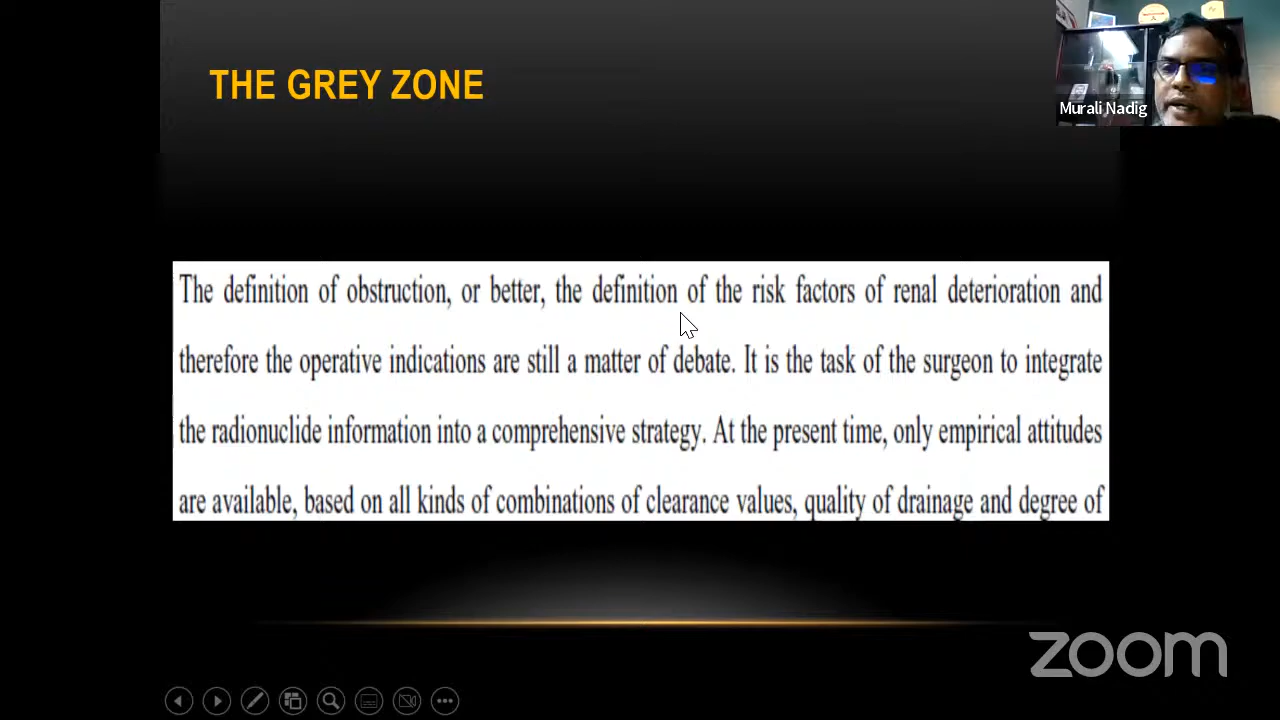 THE GREY ZONE
Murali Nadig
The definition of obstruction, or better, the definition of the risk factors of renal deterioration and
therefore the operative indications are still a matter of debate. It is the task of the surgeon to integrate
the radionuclide information into a comprehensive strategy. At the present time, only empirical attitudes
are available, based on all kinds of combinations of clearance values, quality of drainage and degree of
zoom